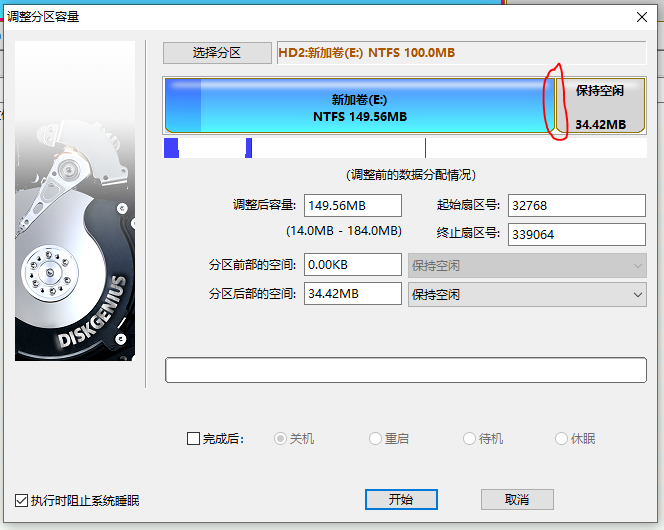 调整分区容量
选择分区
HD2:新加卷(E:) NTFS 100.0MB
新加卷(E:)
NTFS 149.56MB
保持空闲
34.42MB
(调整前的数据分配情况)
调整后容量: 149.56MB 起始扇区号: 32768
(14.0MB - 184.0MB) 终止扇区号: 339064
分区前部的空间: 0.00KB 保持空闲
分区后部的空间: 34.42MB 保持空闲
DISKGENIUS
完成后: 关机 重启 待机 休眠
执行时阻止系统睡眠
开始 取消